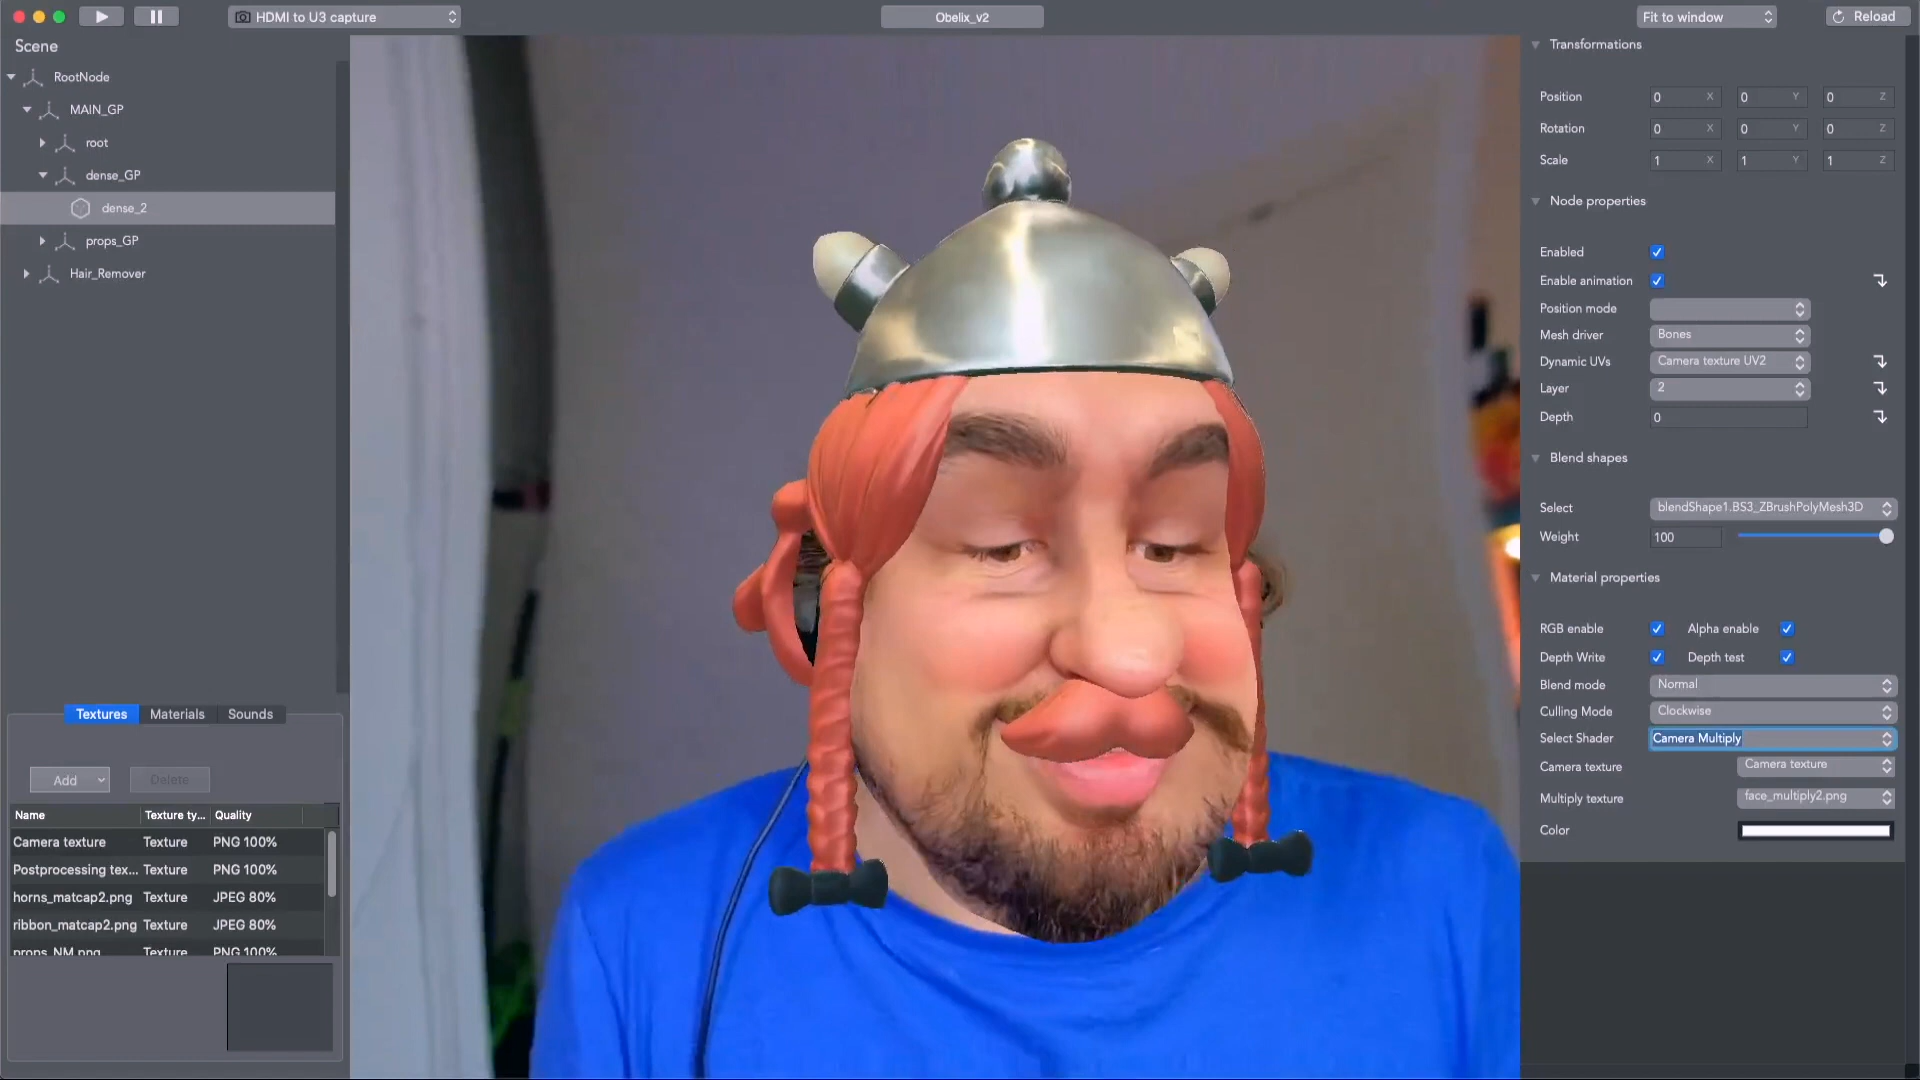 HDMI to U3 capture
Obelix_v2
Fit to window
Reload
Scene
RootNode
MAIN_GP
root
dense_GP
dense_2
props_GP
Hair_Remover
Textures
Materials
Sounds
Add
Delete
Name Texture ty... Quality
Camera texture Texture PNG 100%
Postprocessing tex... Texture PNG 100%
horns_matcap2.png Texture JPEG 80%
ribbon_matcap2.png Texture JPEG 80%
props_NM.png Texture PNG 100%
Transformations
Position 0 X 0 Y 0 Z
Rotation 0 X 0 Y 0 Z
Scale 1 X 1 Y 1 Z
Node properties
Enabled
Enable animation
Position mode
Mesh driver Bones
Dynamic UVs Camera texture UV2
Layer 2
Depth 0
Blend shapes
Select blendShape1.BS3_ZBrushPolyMesh3D
Weight 100
Material properties
RGB enable Alpha enable
Depth Write Depth test
Blend mode Normal
Culling Mode Clockwise
Select Shader Camera Multiply
Camera texture Camera texture
Multiply texture face_multiply2.png
Color